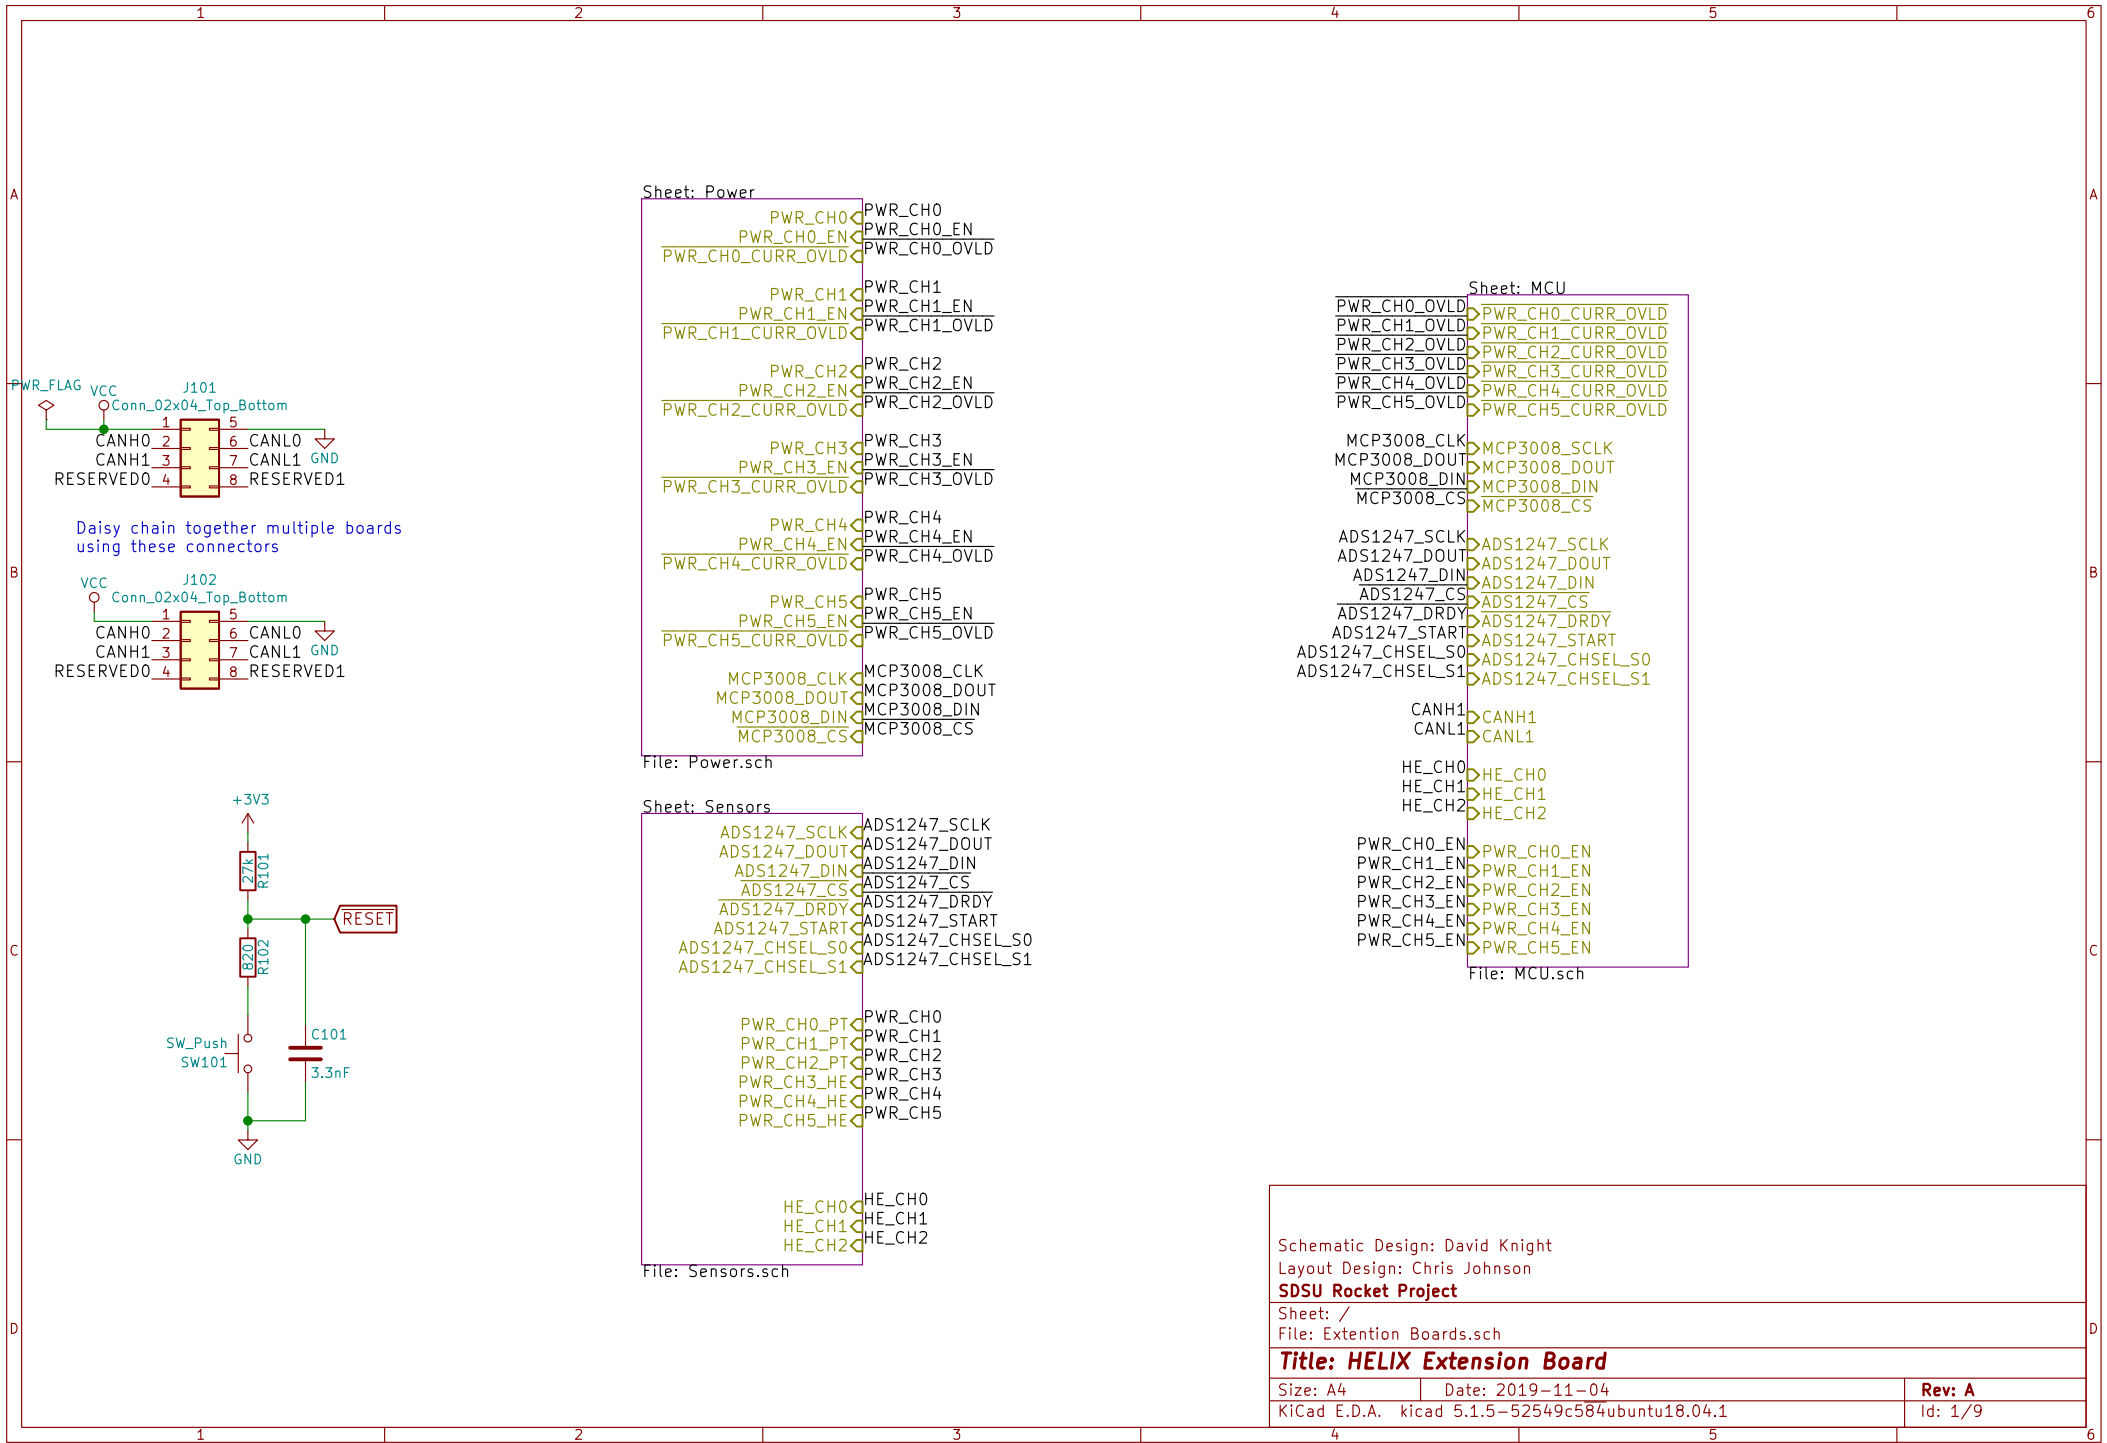 1 2 3 4 5 6
A
B
C
D
PWR_FLAG
VCC
J101
Conn_02x04_Top_Bottom
1 5
CANH0 2 6 CANL0
CANH1 3 7 CANL1
RESERVED0 4 8 RESERVED1
GND
Daisy chain together multiple boards
using these connectors
VCC
J102
Conn_02x04_Top_Bottom
1 5
CANH0 2 6 CANL0
CANH1 3 7 CANL1
RESERVED0 4 8 RESERVED1
GND
+3V3
27k
R101
RESET
820
R102
SW_Push
SW101
C101
3.3nF
GND
Sheet: Power
PWR_CH0 PWR_CH0
PWR_CH0_EN PWR_CH0_EN
PWR_CH0_CURR_OVLD PWR_CH0_OVLD
PWR_CH1 PWR_CH1
PWR_CH1_EN PWR_CH1_EN
PWR_CH1_CURR_OVLD PWR_CH1_OVLD
PWR_CH2 PWR_CH2
PWR_CH2_EN PWR_CH2_EN
PWR_CH2_CURR_OVLD PWR_CH2_OVLD
PWR_CH3 PWR_CH3
PWR_CH3_EN PWR_CH3_EN
PWR_CH3_CURR_OVLD PWR_CH3_OVLD
PWR_CH4 PWR_CH4
PWR_CH4_EN PWR_CH4_EN
PWR_CH4_CURR_OVLD PWR_CH4_OVLD
PWR_CH5 PWR_CH5
PWR_CH5_EN PWR_CH5_EN
PWR_CH5_CURR_OVLD PWR_CH5_OVLD
MCP3008_CLK MCP3008_CLK
MCP3008_DOUT MCP3008_DOUT
MCP3008_DIN MCP3008_DIN
MCP3008_CS MCP3008_CS
File: Power.sch
Sheet: Sensors
ADS1247_SCLK ADS1247_SCLK
ADS1247_DOUT ADS1247_DOUT
ADS1247_DIN ADS1247_DIN
ADS1247_CS ADS1247_CS
ADS1247_DRDY ADS1247_DRDY
ADS1247_START ADS1247_START
ADS1247_CHSEL_S0 ADS1247_CHSEL_S0
ADS1247_CHSEL_S1 ADS1247_CHSEL_S1
PWR_CH0_PT PWR_CH0
PWR_CH1_PT PWR_CH1
PWR_CH2_PT PWR_CH2
PWR_CH3_HE PWR_CH3
PWR_CH4_HE PWR_CH4
PWR_CH5_HE PWR_CH5
HE_CH0 HE_CH0
HE_CH1 HE_CH1
HE_CH2 HE_CH2
File: Sensors.sch
Sheet: MCU
PWR_CH0_OVLD PWR_CH0_CURR_OVLD
PWR_CH1_OVLD PWR_CH1_CURR_OVLD
PWR_CH2_OVLD PWR_CH2_CURR_OVLD
PWR_CH3_OVLD PWR_CH3_CURR_OVLD
PWR_CH4_OVLD PWR_CH4_CURR_OVLD
PWR_CH5_OVLD PWR_CH5_CURR_OVLD
MCP3008_CLK MCP3008_SCLK
MCP3008_DOUT MCP3008_DOUT
MCP3008_DIN MCP3008_DIN
MCP3008_CS MCP3008_CS
ADS1247_SCLK ADS1247_SCLK
ADS1247_DOUT ADS1247_DOUT
ADS1247_DIN ADS1247_DIN
ADS1247_CS ADS1247_CS
ADS1247_DRDY ADS1247_DRDY
ADS1247_START ADS1247_START
ADS1247_CHSEL_S0 ADS1247_CHSEL_S0
ADS1247_CHSEL_S1 ADS1247_CHSEL_S1
CANH1 CANH1
CANL1 CANL1
HE_CH0 HE_CH0
HE_CH1 HE_CH1
HE_CH2 HE_CH2
PWR_CH0_EN PWR_CH0_EN
PWR_CH1_EN PWR_CH1_EN
PWR_CH2_EN PWR_CH2_EN
PWR_CH3_EN PWR_CH3_EN
PWR_CH4_EN PWR_CH4_EN
PWR_CH5_EN PWR_CH5_EN
File: MCU.sch
A
B
C
D
Schematic Design: David Knight
Layout Design: Chris Johnson
SDSU Rocket Project
Sheet: /
File: Extention Boards.sch
Title: HELIX Extension Board
Size: A4 Date: 2019-11-04 Rev: A
KiCad E.D.A. kicad 5.1.5-52549c584ubuntu18.04.1 Id: 1/9
1 2 3 4 5 6